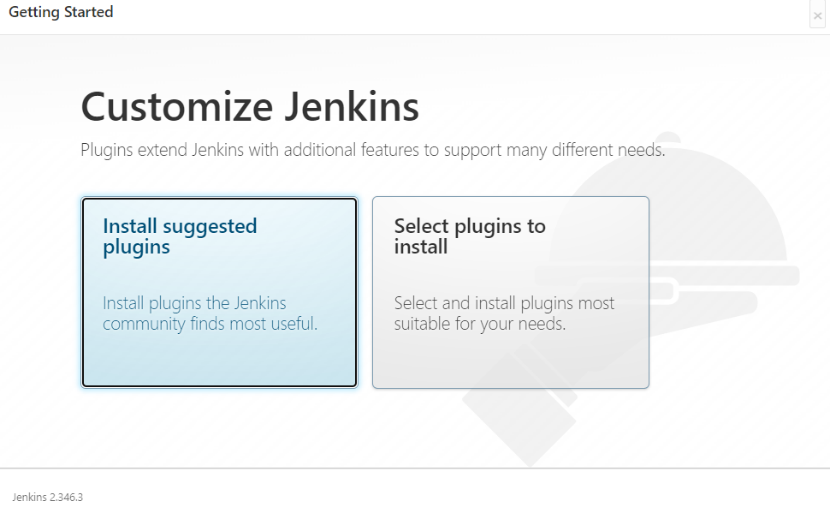 Getting Started
×
Customize Jenkins
Plugins extend Jenkins with additional features to support many different needs.
Install suggested
plugins
Install plugins the Jenkins
community finds most useful.
Select plugins to
install
Select and install plugins most
suitable for your needs.
Jenkins 2.346.3